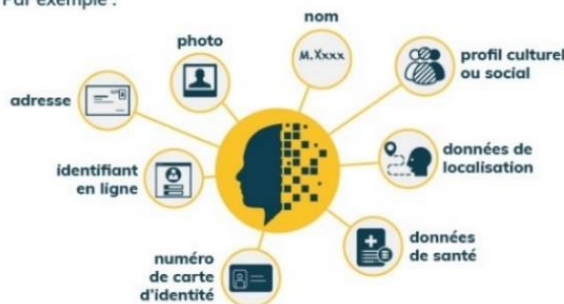 Par exemple :
nom
M. Xxxx
photo
profil culturel
ou social
adresse
données de
localisation
identifiant
en ligne
données
de santé
numéro
de carte
d'identité